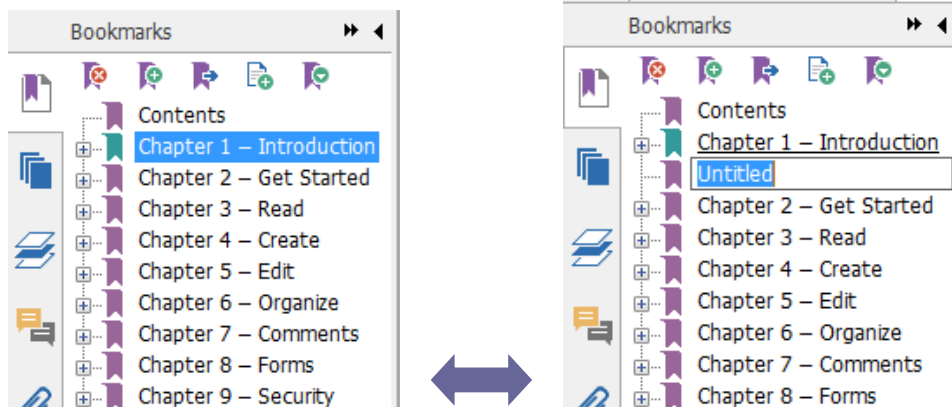 Bookmarks
Contents
Chapter 1 – Introduction
Chapter 2 – Get Started
Chapter 3 – Read
Chapter 4 – Create
Chapter 5 – Edit
Chapter 6 – Organize
Chapter 7 – Comments
Chapter 8 – Forms
Chapter 9 – Security
Bookmarks
Contents
Chapter 1 – Introduction
Untitled
Chapter 2 – Get Started
Chapter 3 – Read
Chapter 4 – Create
Chapter 5 – Edit
Chapter 6 – Organize
Chapter 7 – Comments
Chapter 8 – Forms